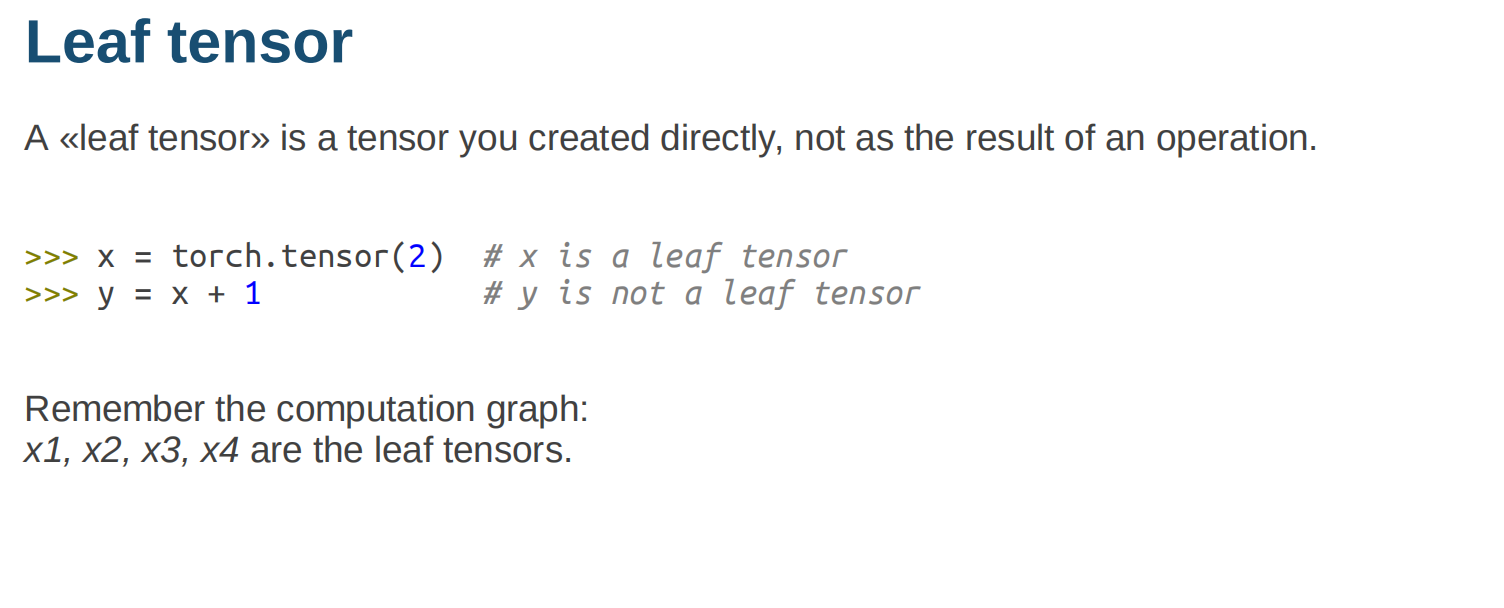 Leaf tensor
A «leaf tensor» is a tensor you created directly, not as the result of an operation.
>>> x = torch.tensor(2)  # x is a leaf tensor
>>> y = x + 1            # y is not a leaf tensor
Remember the computation graph:
x1, x2, x3, x4 are the leaf tensors.